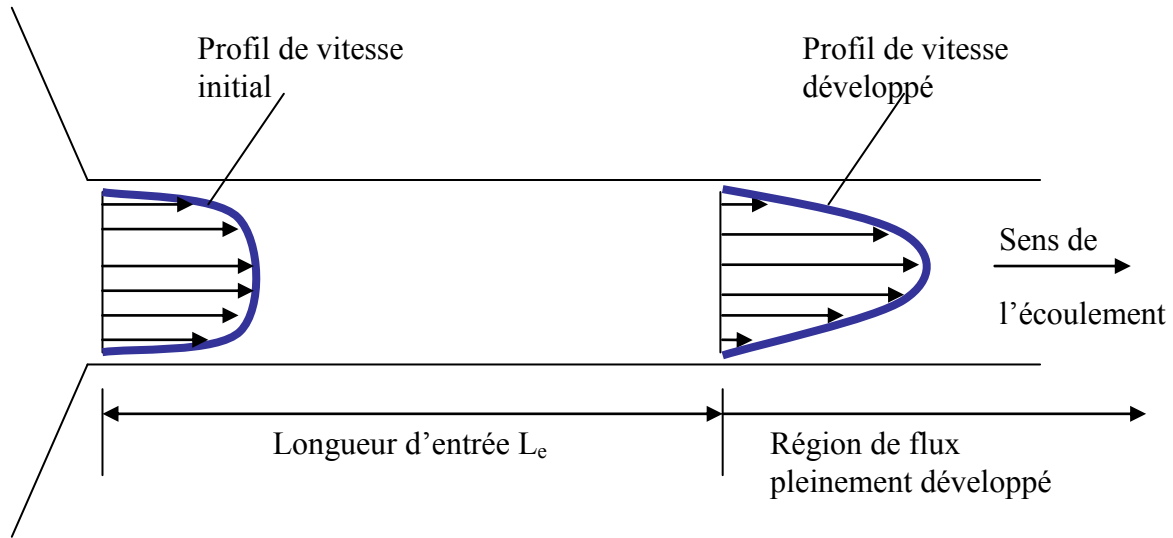 Profil de vitesse
initial
Profil de vitesse
développé
Sens de
l’écoulement
Longueur d’entrée Le
Région de flux
pleinement développé